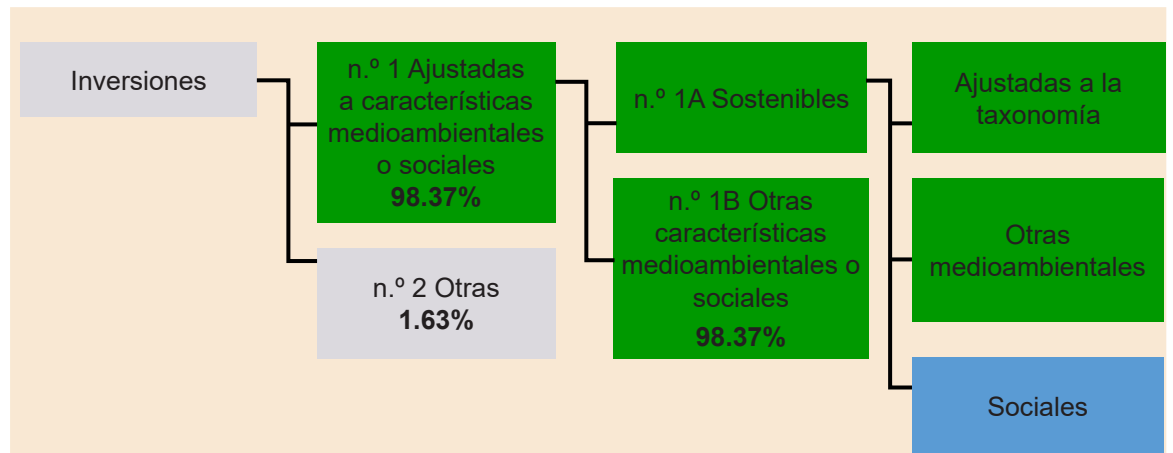 Inversiones
n.º 1 Ajustadas
a características
medioambientales
o sociales
98.37%
n.º 2 Otras
1.63%
n.º 1A Sostenibles
n.º 1B Otras
características
medioambientales o
sociales
98.37%
Ajustadas a la
taxonomía
Otras
medioambientales
Sociales